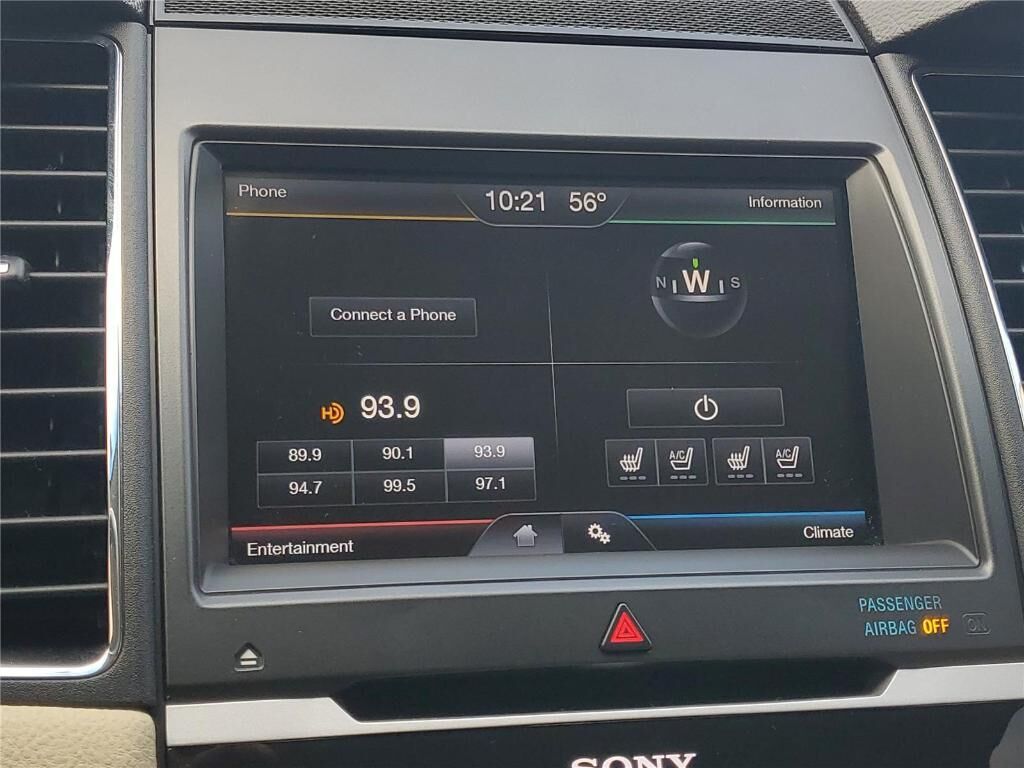 Phone
10:21 56º
Information
Connect a Phone
N W S
HD 93.9
89.9 90.1 93.9
94.7 99.5 97.1
A/C A/C
Entertainment
Climate
PASSENGER
AIRBAG OFF ON
SONY